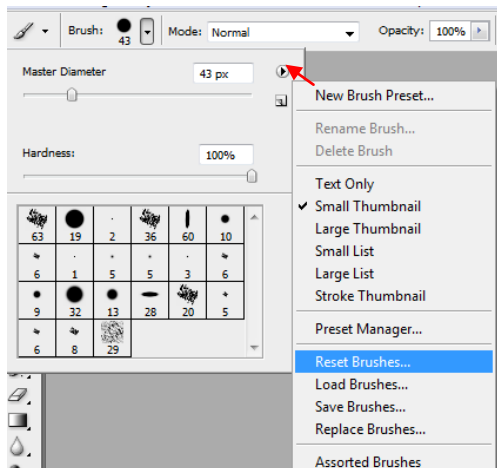 Brush: 43 Mode: Normal Opacity: 100%
Master Diameter 43 px
Hardness: 100%
63 19 2 36 60 10
6 1 5 5 3 6
9 32 13 28 20 5
6 8 29
New Brush Preset...
Rename Brush...
Delete Brush
Text Only
Small Thumbnail
Large Thumbnail
Small List
Large List
Stroke Thumbnail
Preset Manager...
Reset Brushes...
Load Brushes...
Save Brushes...
Replace Brushes...
Assorted Brushes